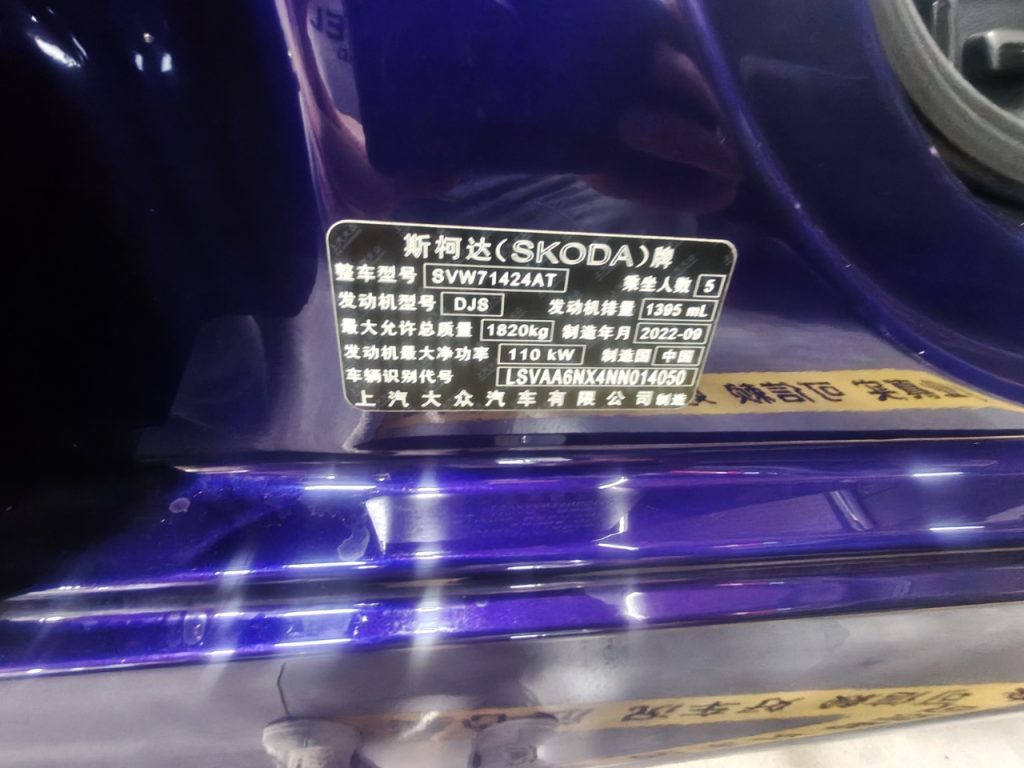 斯柯达(SKODA)牌
整车型号 SVW71424AT 乘坐人数 5
发动机型号 DJS 发动机排量 1395 mL
最大允许总质量 1820kg 制造年月 2022-09
发动机最大净功率 110 kW 制造国 中国
车辆识别代号 LSVAA6NX4NN014050
上汽大众汽车有限公司制造